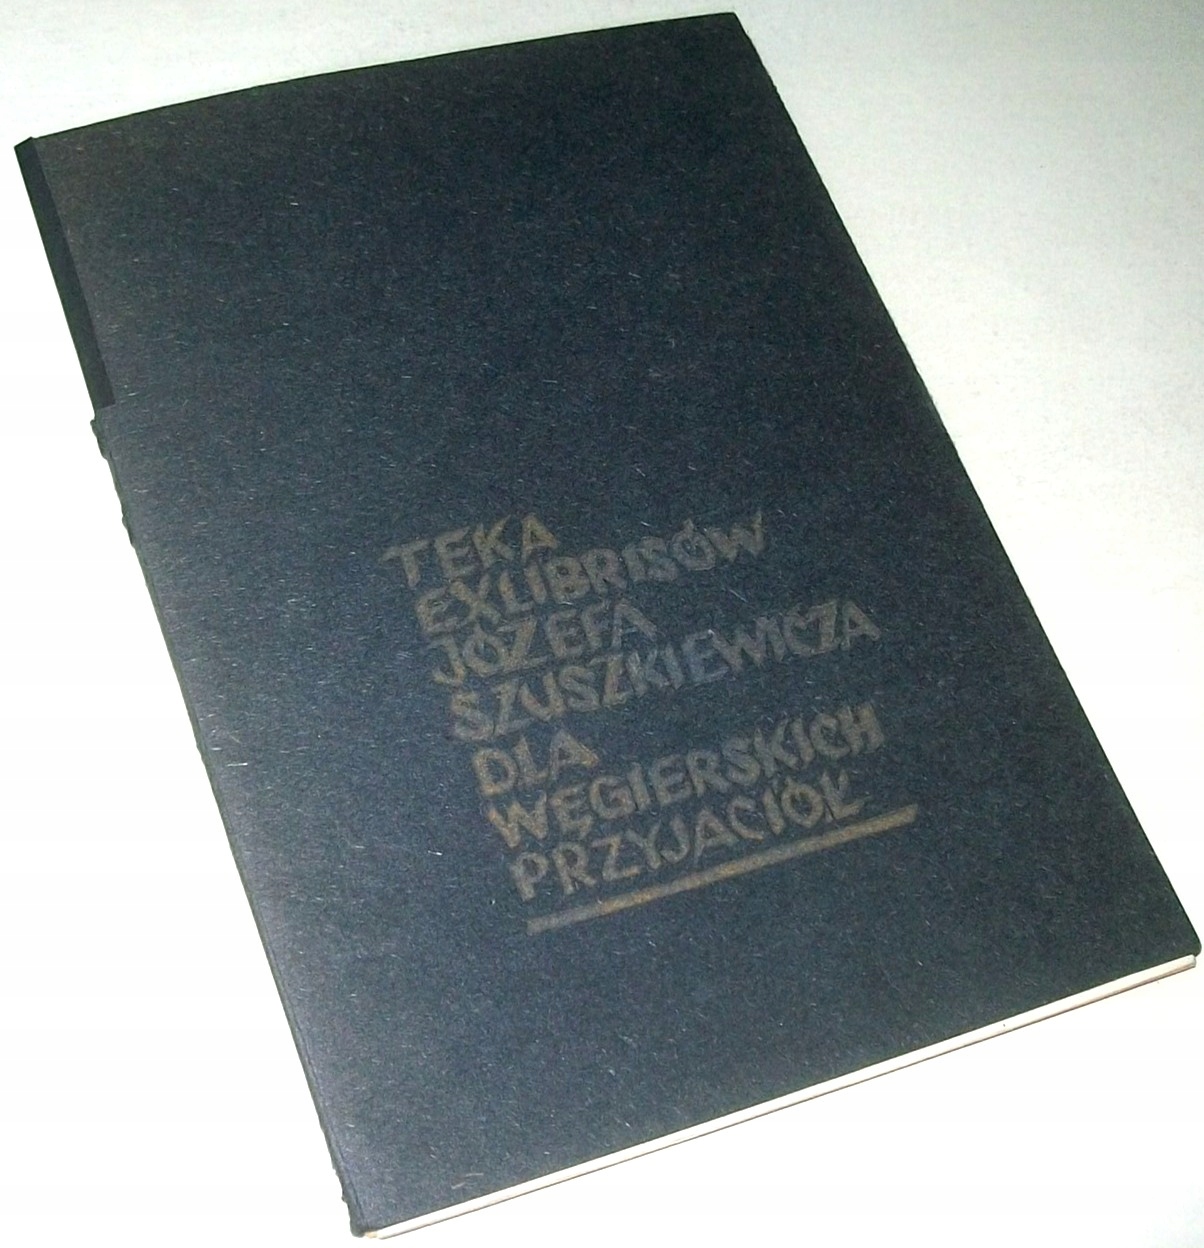 TEKA
EXLIBRISÓW
JÓZEFA
SZUSZKIEWICZA
DLA
WĘGIERSKICH
PRZYJACIÓŁ